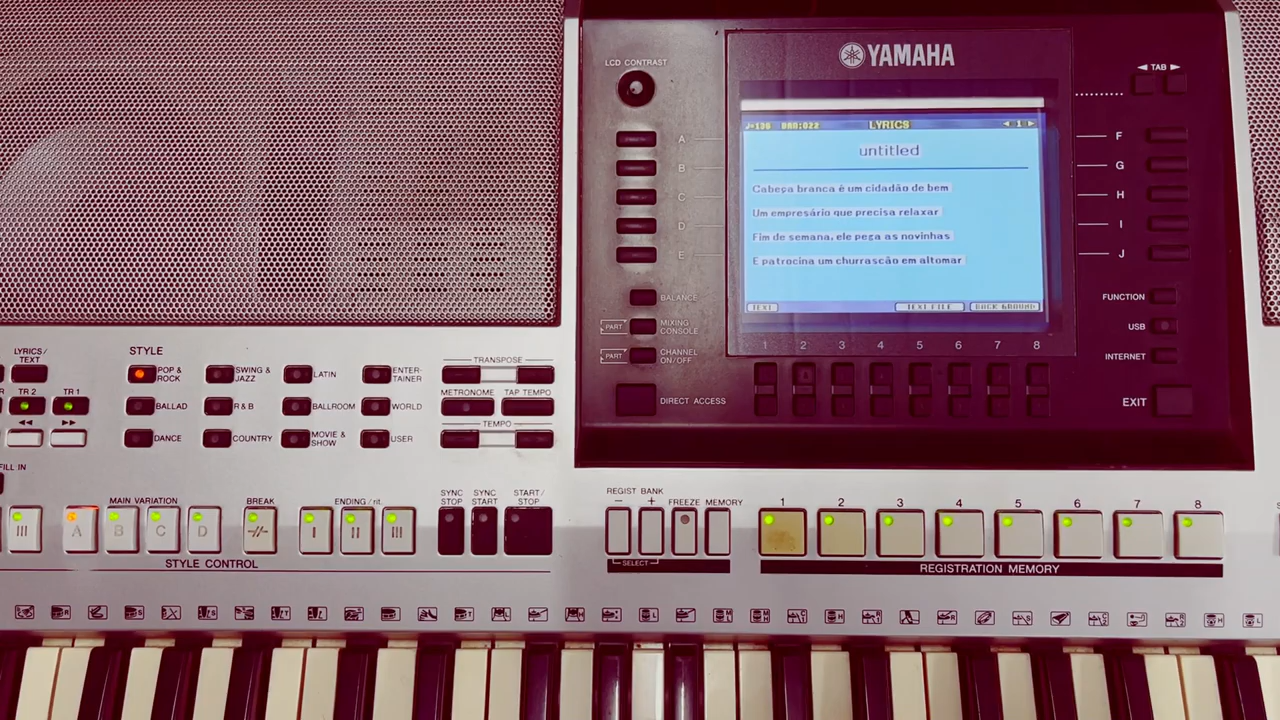 YAMAHA
LCD CONTRAST
TAB
A
B
C
D
E
F
G
H
I
J
LYRICS
1
untitled
Cabeça branca é um cidadão de bem
Um empresário que precisa relaxar
Fim de semana, ele pega as novinhas
E patrocina um churrascão em altomar
TEXT
TEXT FILE
BACK GROUND
BALANCE
PART
MIXING CONSOLE
PART
CHANNEL ON/OFF
DIRECT ACCESS
1 2 3 4 5 6 7 8
FUNCTION
USB
INTERNET
EXIT
LYRICS/
TEXT
TR 2
TR 1
STYLE
POP & ROCK
SWING & JAZZ
LATIN
ENTER-TAINER
BALLAD
R & B
BALLROOM
WORLD
DANCE
COUNTRY
MOVIE & SHOW
USER
TRANSPOSE
METRONOME
TAP TEMPO
TEMPO
FILL IN
MAIN VARIATION
BREAK
ENDING / rit.
III
A
B
C
D
I
II
III
SYNC STOP
SYNC START
START / STOP
STYLE CONTROL
REGIST BANK
- +
FREEZE
MEMORY
SELECT
1 2 3 4 5 6 7 8
REGISTRATION MEMORY